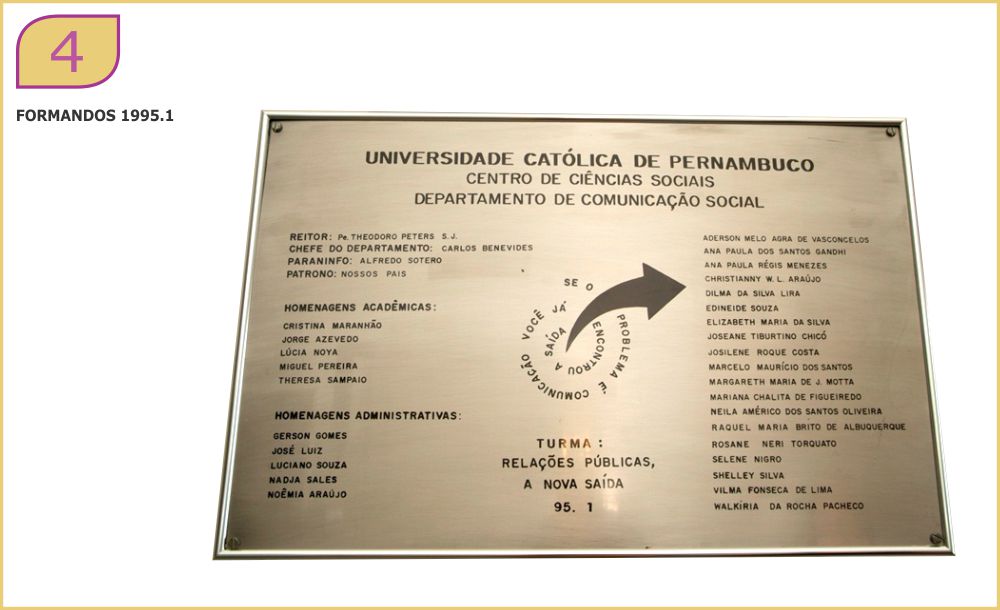 4
FORMANDOS 1995.1
UNIVERSIDADE CATÓLICA DE PERNAMBUCO
CENTRO DE CIÊNCIAS SOCIAIS
DEPARTAMENTO DE COMUNICAÇÃO SOCIAL
REITOR: Pe. THEODORO PETERS S.J.
CHEFE DO DEPARTAMENTO: CARLOS BENEVIDES
PARANINFO: ALFREDO SOTERO
PATRONO: NOSSOS PAIS
HOMENAGENS ACADÊMICAS:
CRISTINA MARANHÃO
JORGE AZEVEDO
LÚCIA NOYA
MIGUEL PEREIRA
THERESA SAMPAIO
HOMENAGENS ADMINISTRATIVAS:
GERSON GOMES
JOSÉ LUIZ
LUCIANO SOUZA
NADJA SALES
NOÊMIA ARAÚJO
SE O PROBLEMA É COMUNICAÇÃO VOCÊ JÁ ENCONTROU A SAÍDA
TURMA:
RELAÇÕES PÚBLICAS,
A NOVA SAÍDA
95. 1
ADERSON MELO AGRA DE VASCONCELOS
ANA PAULA DOS SANTOS GANDHI
ANA PAULA RÉGIS MENEZES
CHRISTIANNY W. L. ARAÚJO
DILMA DA SILVA LIRA
EDINEIDE SOUZA
ELIZABETH MARIA DA SILVA
JOSEANE TIBURTINO CHICÓ
JOSILENE ROQUE COSTA
MARCELO MAURÍCIO DOS SANTOS
MARGARETH MARIA DE J. MOTTA
MARIANA CHALITA DE FIGUEIREDO
NEILA AMÉRICO DOS SANTOS OLIVEIRA
RAQUEL MARIA BRITO DE ALBUQUERQUE
ROSANE NERI TORQUATO
SELENE NIGRO
SHELLEY SILVA
VILMA FONSECA DE LIMA
WALKÍRIA DA ROCHA PACHECO